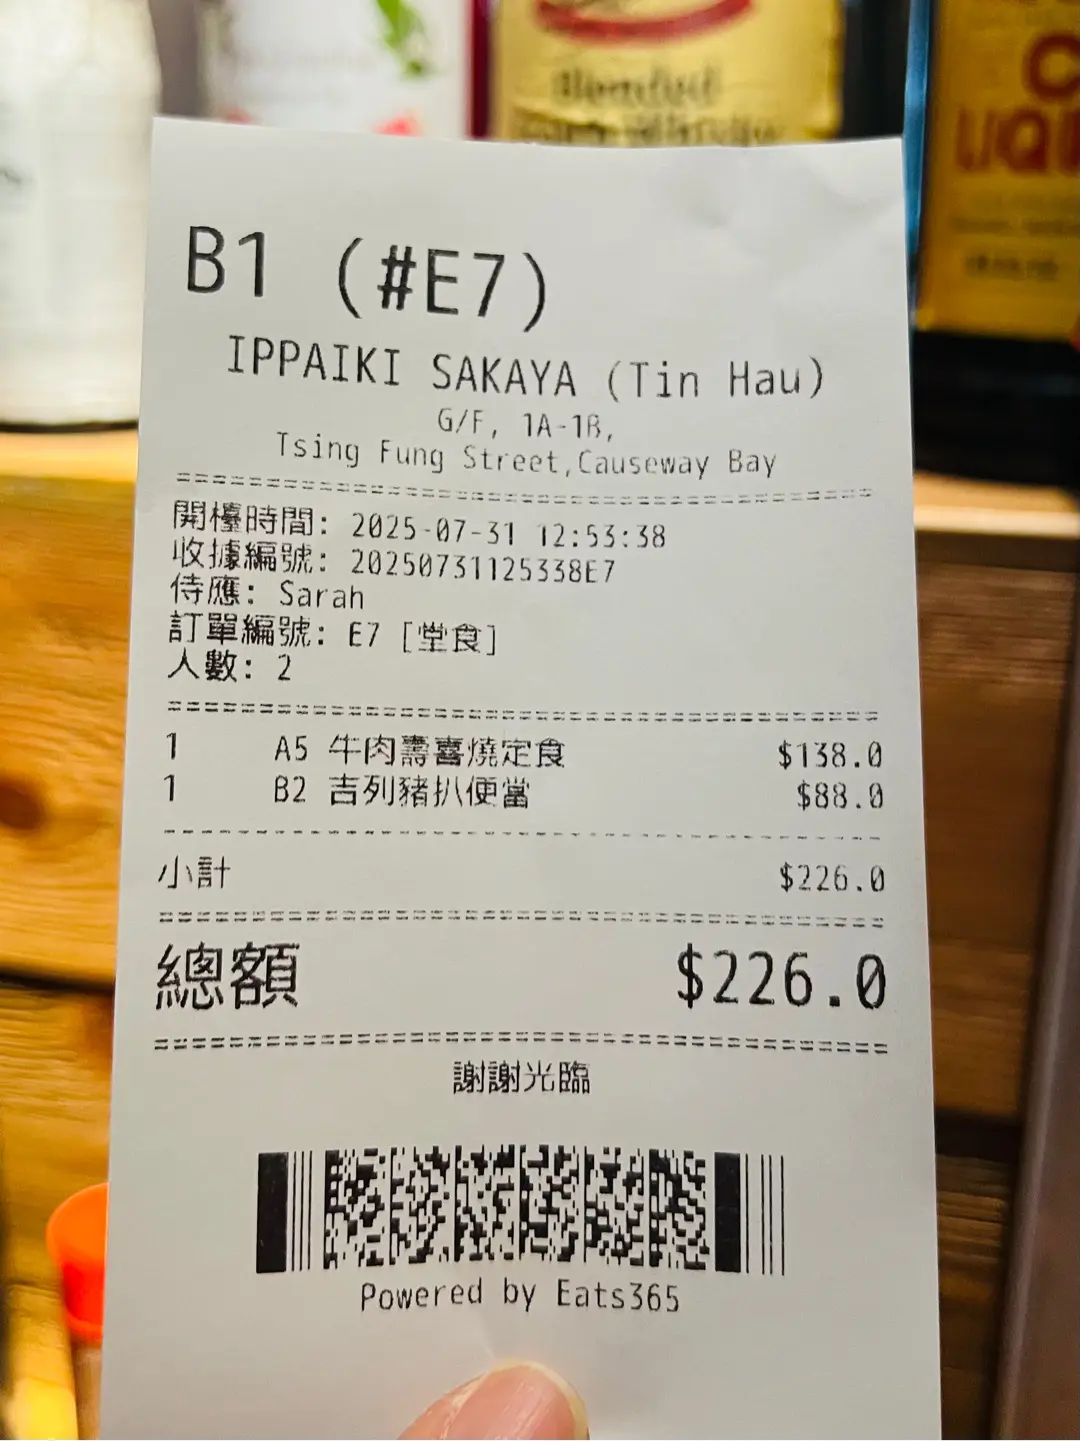 Blended
LIQU
B1 (#E7)
IPPAIKI SAKAYA (Tin Hau)
G/F, 1A-1B,
Tsing Fung Street,Causeway Bay
開檯時間: 2025-07-31 12:53:38
收據編號: 20250731125338E7
侍應: Sarah
訂單編號: E7 [堂食]
人數: 2
1 A5 牛肉壽喜燒定食 $138.0
1 B2 吉列豬扒便當 $88.0
小計 $226.0
總額 $226.0
謝謝光臨
Powered by Eats365